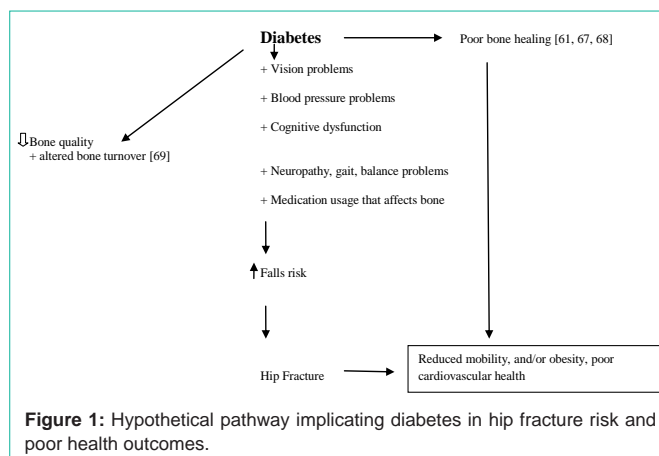 Diabetes
Poor bone healing [61, 67, 68]
+ Vision problems
+ Blood pressure problems
+ Cognitive dysfunction
Bone quality
+ altered bone turnover [69]
+ Neuropathy, gait, balance problems
+ Medication usage that affects bone
Falls risk
Hip Fracture
Reduced mobility, and/or obesity, poor
cardiovascular health
Figure 1: Hypothetical pathway implicating diabetes in hip fracture risk and
poor health outcomes.